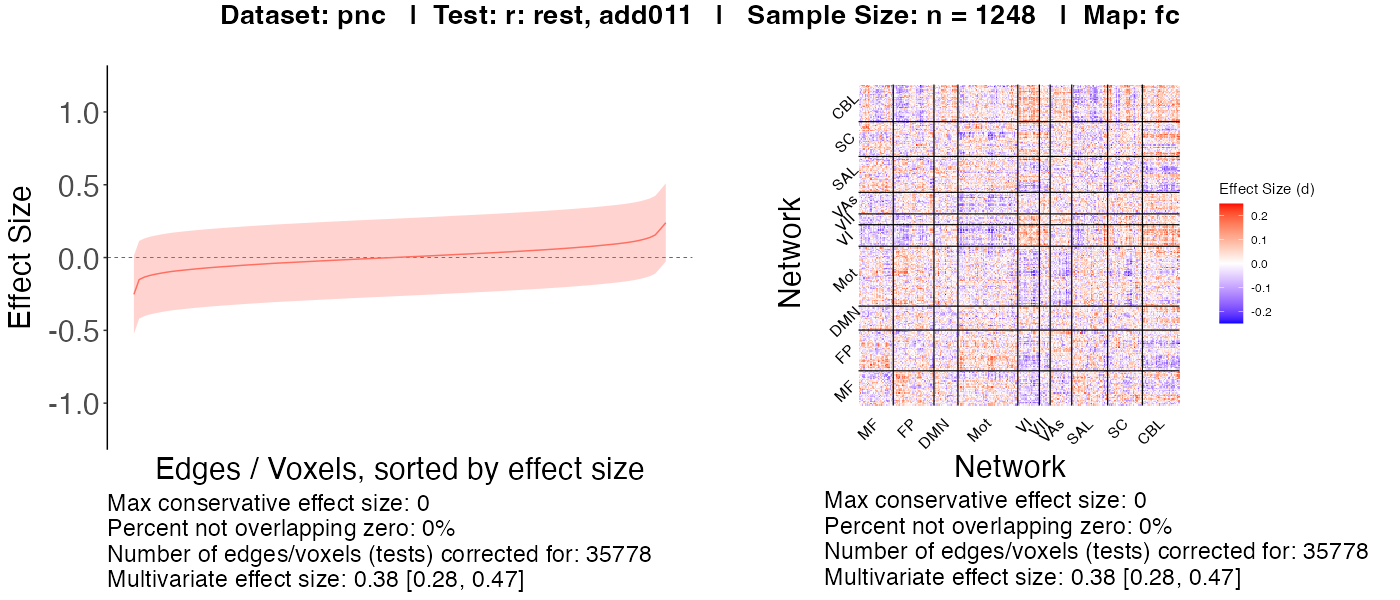 Dataset: pnc | Test: r: rest, add011 | Sample Size: n = 1248 | Map: fc
Effect Size
1.0
0.5
0.0
-0.5
-1.0
Edges / Voxels, sorted by effect size
Max conservative effect size: 0
Percent not overlapping zero: 0%
Number of edges/voxels (tests) corrected for: 35778
Multivariate effect size: 0.38 [0.28, 0.47]
Network
CBL
SC
SAL
VAs
VII
VI
Mot
DMN
FP
MF
MF
FP
DMN
Mot
VI
VII
VAs
SAL
SC
CBL
Network
Effect Size (d)
0.2
0.1
0.0
-0.1
-0.2
Max conservative effect size: 0
Percent not overlapping zero: 0%
Number of edges/voxels (tests) corrected for: 35778
Multivariate effect size: 0.38 [0.28, 0.47]